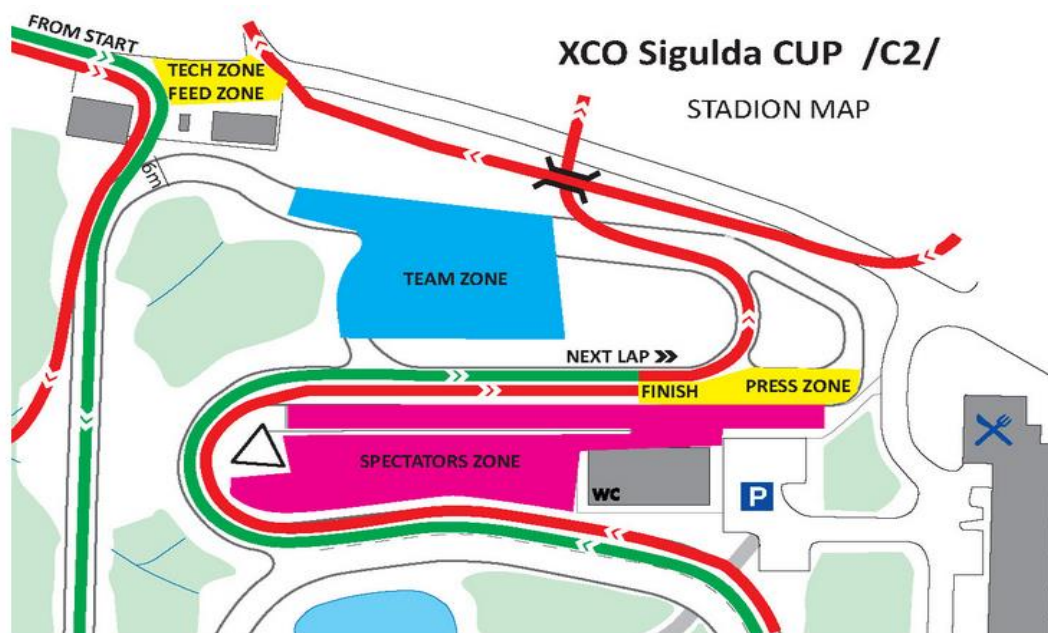 FROM START
XCO Sigulda CUP /C2/
TECH ZONE
FEED ZONE
STADION MAP
6m
TEAM ZONE
NEXT LAP
FINISH
PRESS ZONE
SPECTATORS ZONE
WC
P